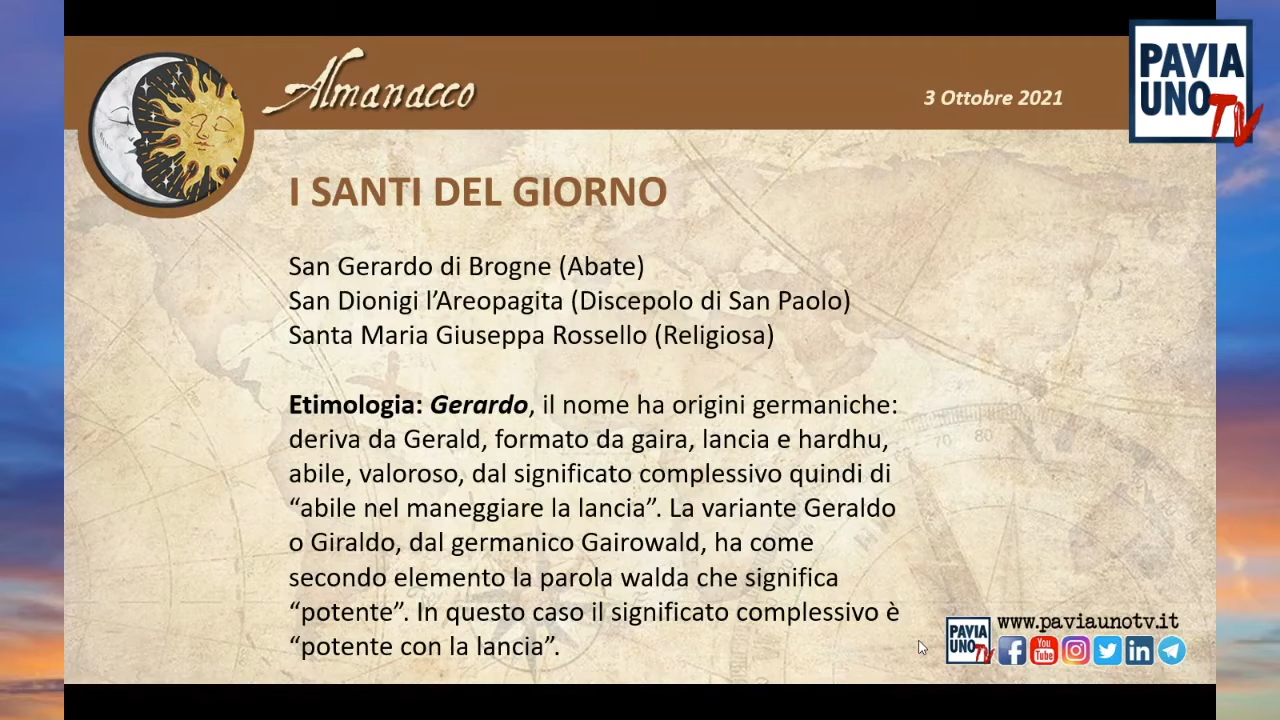 Almanacco
3 Ottobre 2021
PAVIA
UNO TV
I SANTI DEL GIORNO
San Gerardo di Brogne (Abate)
San Dionigi l’Areopagita (Discepolo di San Paolo)
Santa Maria Giuseppa Rossello (Religiosa)
Etimologia: Gerardo, il nome ha origini germaniche:
deriva da Gerald, formato da gaira, lancia e hardhu,
abile, valoroso, dal significato complessivo quindi di
“abile nel maneggiare la lancia”. La variante Geraldo
o Giraldo, dal germanico Gairowald, ha come
secondo elemento la parola walda che significa
“potente”. In questo caso il significato complessivo è
“potente con la lancia”.
70 80
www.paviaunotv.it
PAVIA
UNO TV
You
Tube